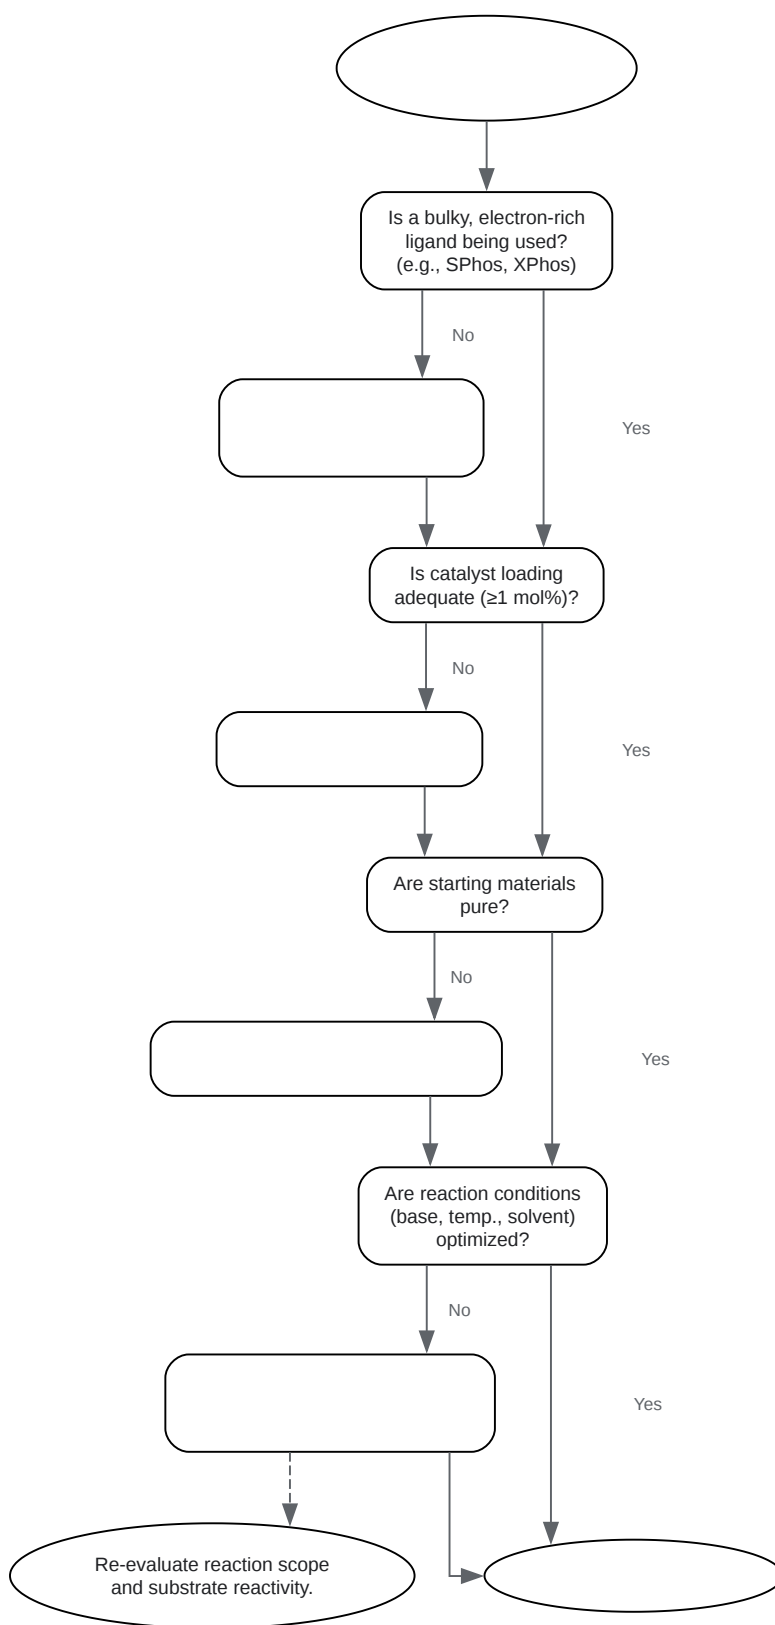 Is a bulky, electron-rich
ligand being used?
(e.g., SPhos, XPhos)
No
Yes
Is catalyst loading
adequate (≥1 mol%)?
No
Yes
Are starting materials
pure?
No
Yes
Are reaction conditions
(base, temp., solvent)
optimized?
No
Yes
Re-evaluate reaction scope
and substrate reactivity.